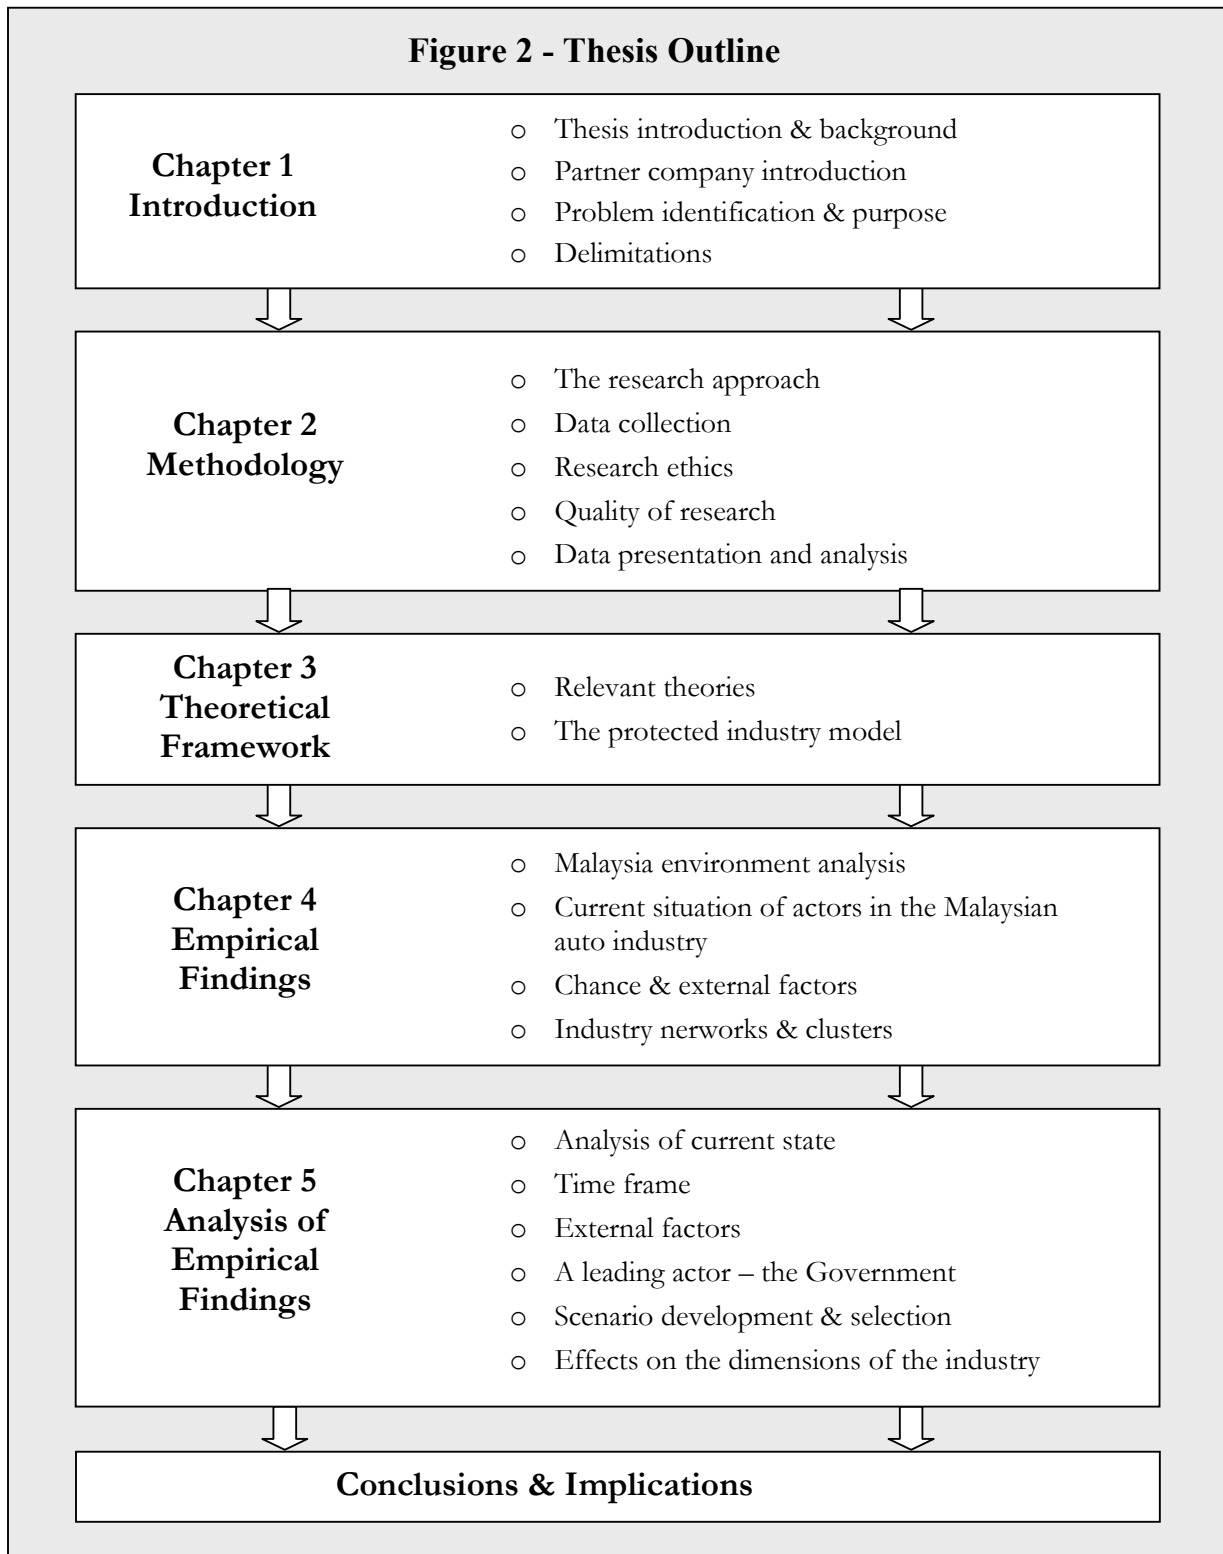 Figure 2 - Thesis Outline
Chapter 1
Introduction
o Thesis introduction & background
o Partner company introduction
o Problem identification & purpose
o Delimitations
Chapter 2
Methodology
o The research approach
o Data collection
o Research ethics
o Quality of research
o Data presentation and analysis
Chapter 3
Theoretical
Framework
o Relevant theories
o The protected industry model
Chapter 4
Empirical
Findings
o Malaysia environment analysis
o Current situation of actors in the Malaysian
auto industry
o Chance & external factors
o Industry nerworks & clusters
Chapter 5
Analysis of
Empirical
Findings
o Analysis of current state
o Time frame
o External factors
o A leading actor – the Government
o Scenario development & selection
o Effects on the dimensions of the industry
Conclusions & Implications